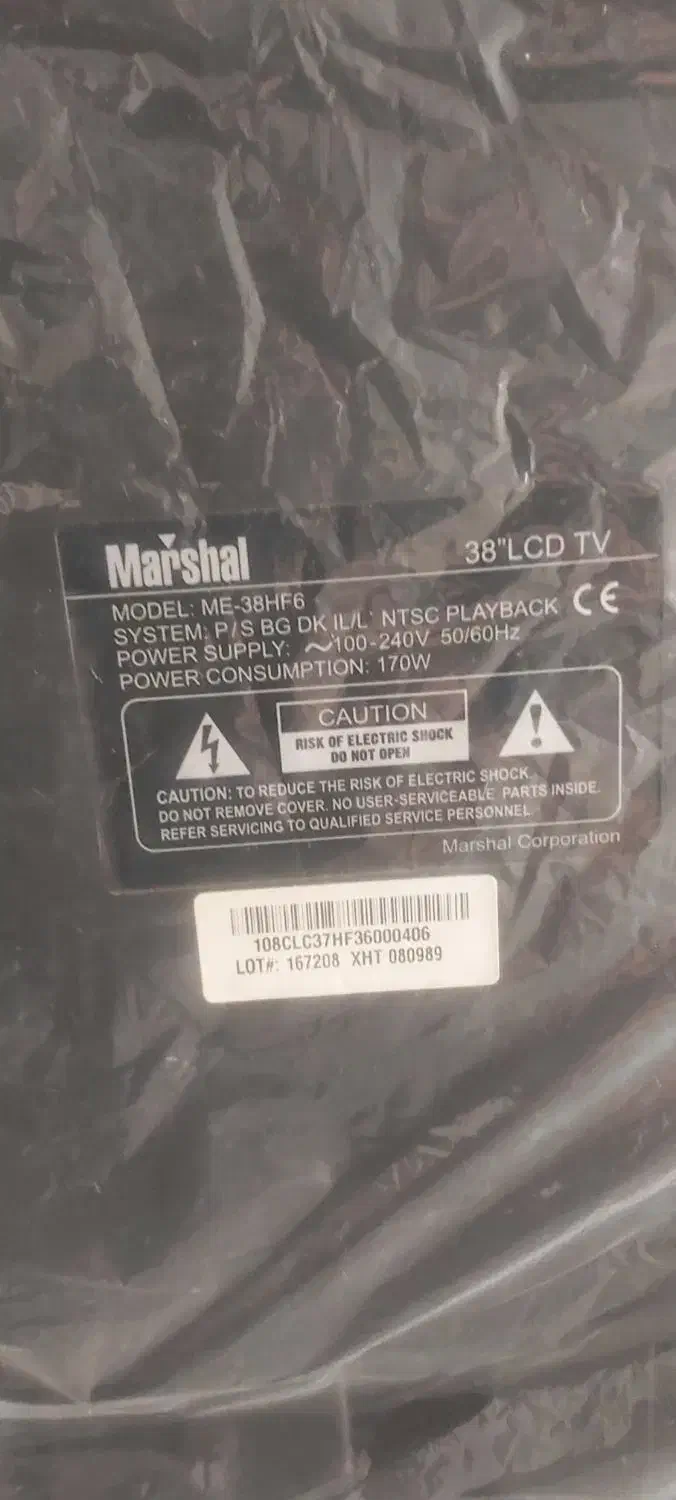 Marshal
38"LCD TV
MODEL: ME-38HF6
SYSTEM: P/S BG DK IL/L' NTSC PLAYBACK CE
POWER SUPPLY: ~100-240V 50/60Hz
POWER CONSUMPTION: 170W
CAUTION
RISK OF ELECTRIC SHOCK
DO NOT OPEN
CAUTION: TO REDUCE THE RISK OF ELECTRIC SHOCK.
DO NOT REMOVE COVER. NO USER-SERVICEABLE PARTS INSIDE.
REFER SERVICING TO QUALIFIED SERVICE PERSONNEL
Marshal Corporation
108CLC37HF36000406
LOT#: 167208 XHT 080989